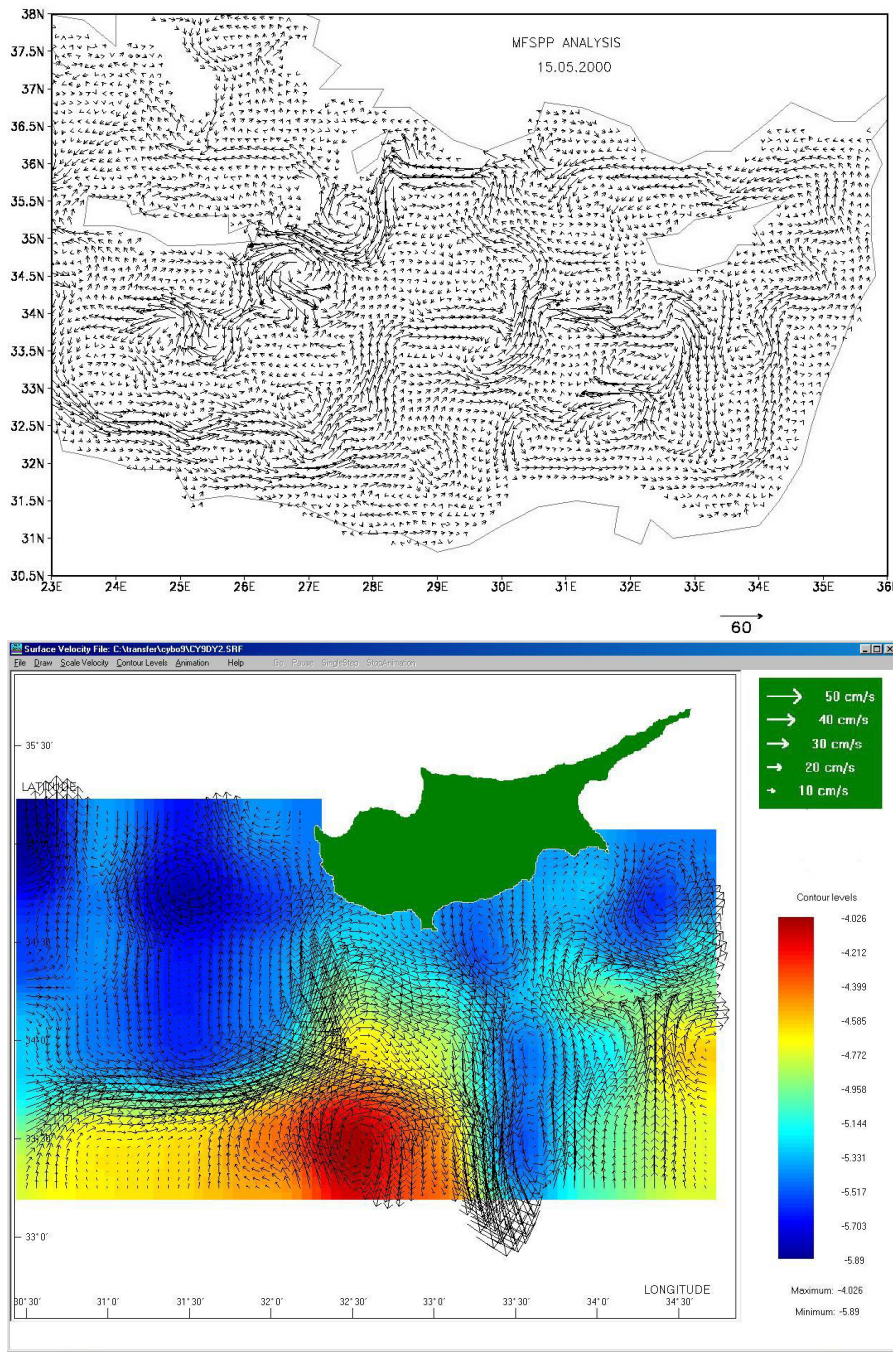 38N
MFSPP ANALYSIS
37.5N
15.05.2000
37N
36.5N
36N
35.5N
35N
34.5N
34N
33.5N
33N
32.5N
32N
31.5N
31N
30.5N
23E 24E 25E 26E 27E 28E 29E 30E 31E 32E 33E 34E 35E 36E
60
Surface Velocity File: C:\transfer\cybo9\CY9DY2.SRF
File Draw Scale Velocity Contour Levels Animation Help Go Pause SingleStep StopAnimation
50 cm/s
40 cm/s
30 cm/s
20 cm/s
10 cm/s
35° 30'
LATITUDE
34° 0'
33° 0'
Contour levels
-4.026
-4.212
-4.399
-4.585
-4.772
-4.958
-5.144
-5.331
-5.517
-5.703
-5.89
LONGITUDE
Maximum: -4.026
Minimum: -5.89
30° 30' 31° 0' 31° 30' 32° 0' 32° 30' 33° 0' 33° 30' 34° 0' 34° 30'